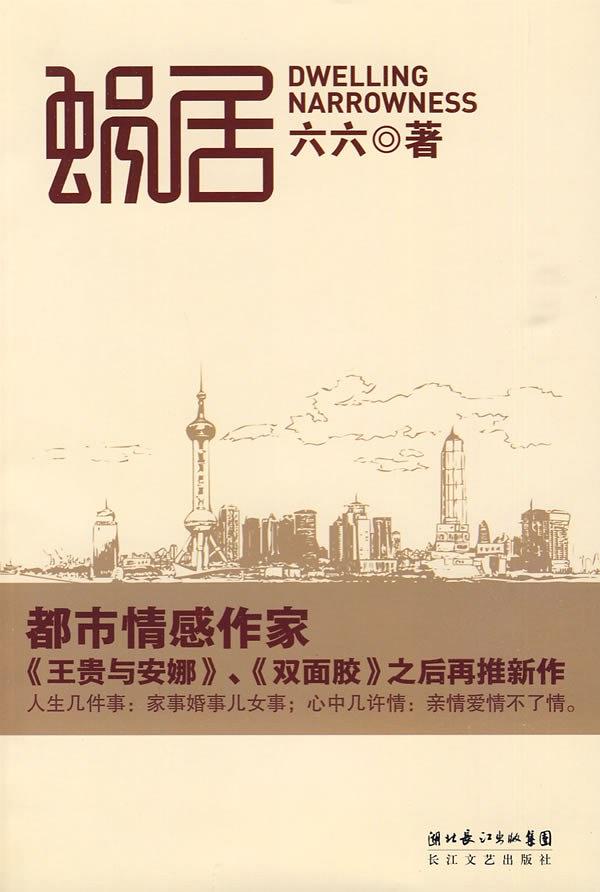 蜗居
DWELLING
NARROWNESS
六六◎著
都市情感作家
《王贵与安娜》、《双面胶》之后再推新作
人生几件事：家事婚事儿女事；心中几许情：亲情爱情不了情。
湖北长江出版集团
长江文艺出版社